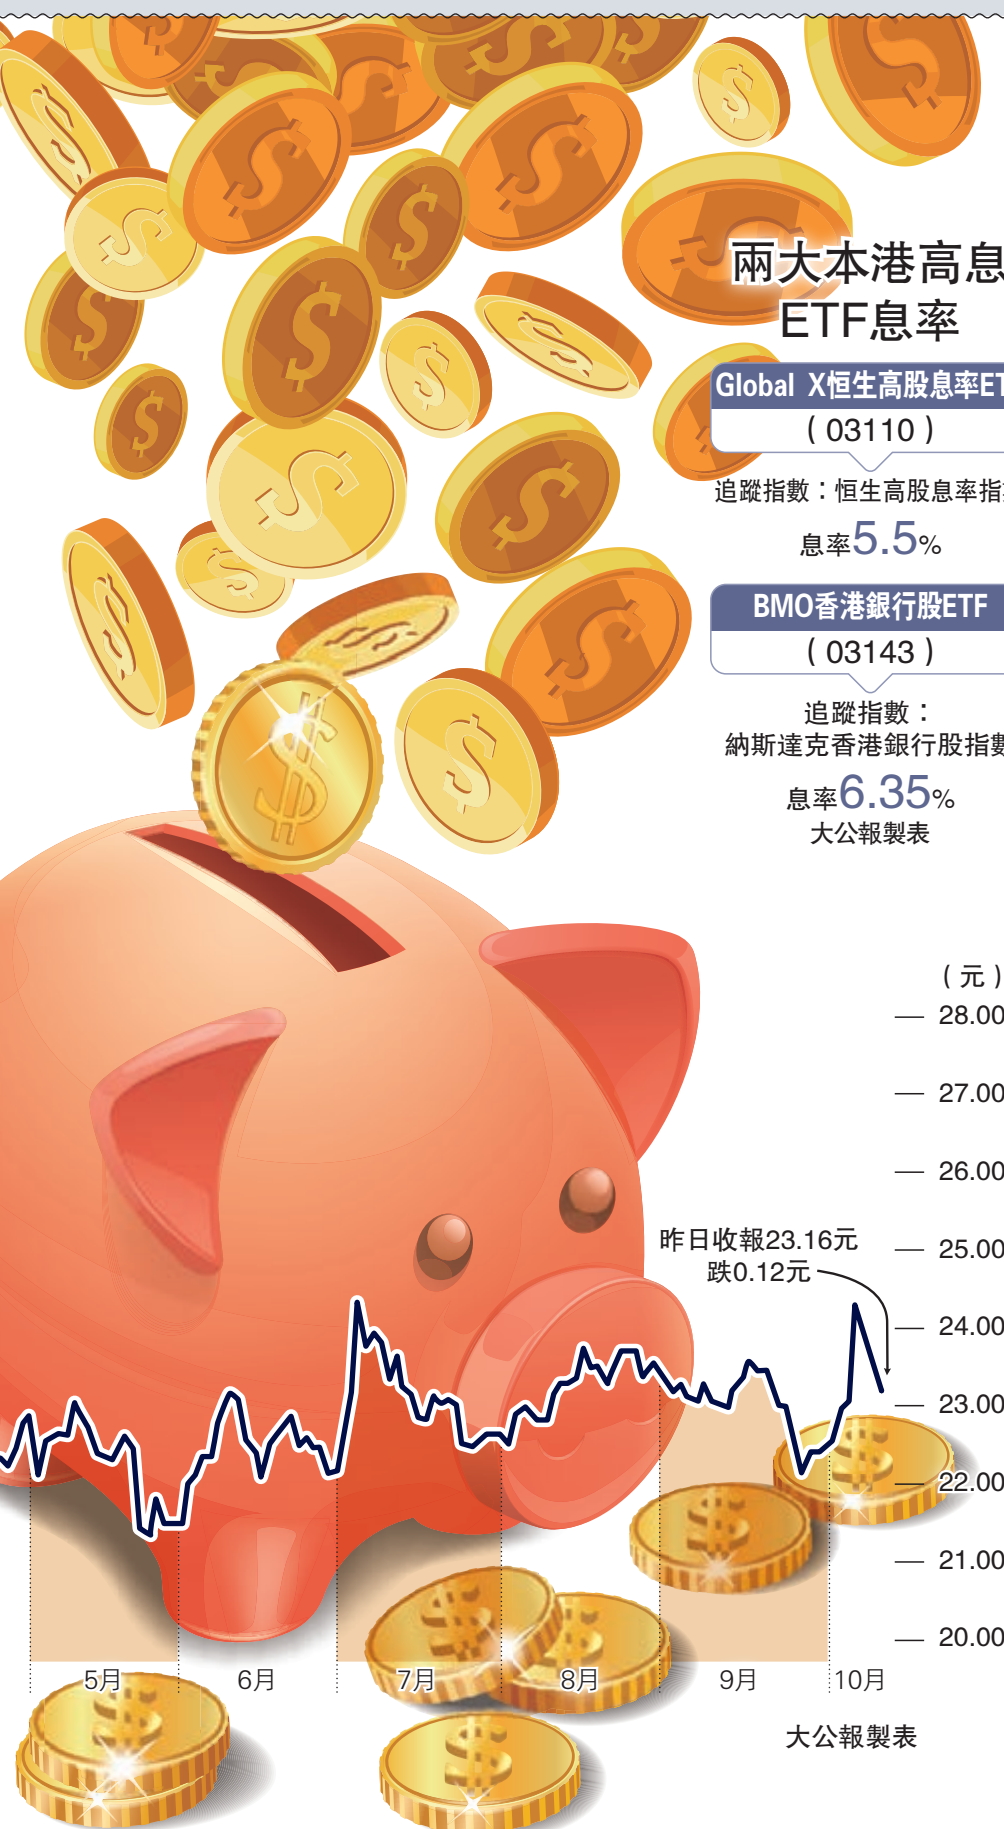 兩大本港高息
ETF息率
Global X恒生高股息率ET
(03110)
追蹤指數：恒生高股息率指
息率5.5%
BMO香港銀行股ETF
(03143)
追蹤指數：
納斯達克香港銀行股指數
息率6.35%
大公報製表
(元)
28.00
27.00
26.00
25.00
昨日收報23.16元
跌0.12元
24.00
23.00
22.00
21.00
20.00
5月 6月 7月 8月 9月 10月
大公報製表